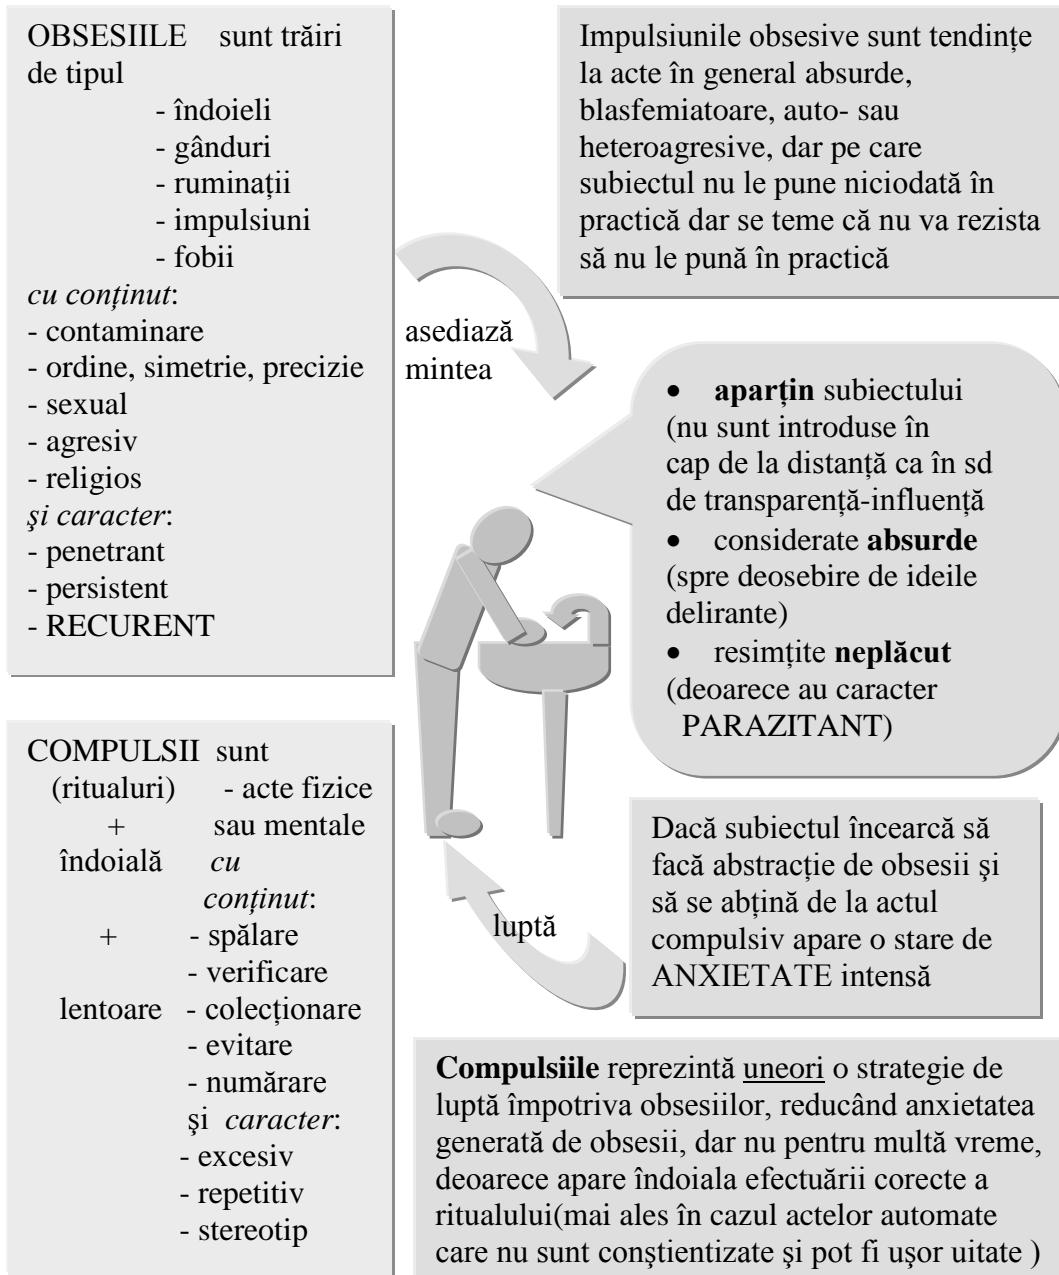 OBSESIILE sunt trăiri
de tipul
- îndoieli
- gânduri
- ruminații
- impulsiuni
- fobii
cu conținut:
- contaminare
- ordine, simetrie, precizie
- sexual
- agresiv
- religios
şi caracter:
- penetrant
- persistent
- RECURENT
Impulsiunile obsesive sunt tendințe
la acte în general absurde,
blasfemiatoare, auto- sau
heteroagresive, dar pe care
subiectul nu le pune niciodată în
practică dar se teme că nu va rezista
să nu le pună în practică
asediază
mintea
• aparțin subiectului
(nu sunt introduse în
cap de la distanță ca în sd
de transparență-influență
• considerate absurde
(spre deosebire de ideile
delirante)
• resimțite neplăcut
(deoarece au caracter
PARAZITANT)
COMPULSII sunt
(ritualuri) - acte fizice
+ sau mentale
îndoială cu
conținut:
+ - spălare
- verificare
lentoare - colecționare
- evitare
- numărare
şi caracter:
- excesiv
- repetitiv
- stereotip
luptă
Dacă subiectul încearcă să
facă abstracție de obsesii şi
să se abțină de la actul
compulsiv apare o stare de
ANXIETATE intensă
Compulsiile reprezintă uneori o strategie de
luptă împotriva obsesiilor, reducând anxietatea
generată de obsesii, dar nu pentru multă vreme,
deoarece apare îndoiala efectuării corecte a
ritualului(mai ales în cazul actelor automate
care nu sunt conştientizate şi pot fi uşor uitate )